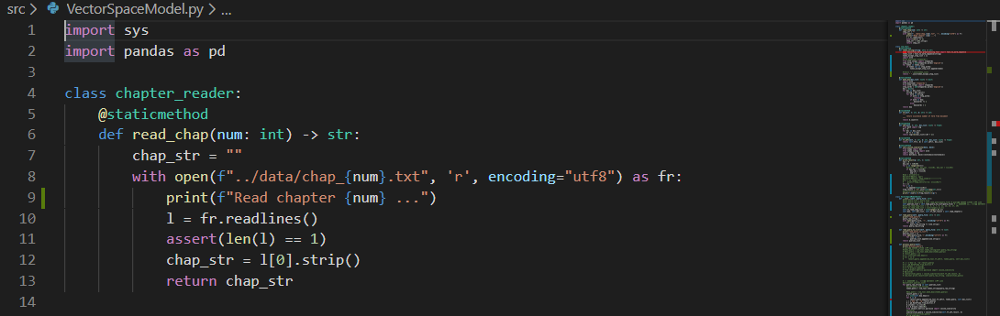 src > VectorSpaceModel.py > ...
1 import sys
2 import pandas as pd
3
4 class chapter_reader:
5     @staticmethod
6     def read_chap(num: int) -> str:
7         chap_str = ""
8         with open(f"../data/chap_{num}.txt", 'r', encoding="utf8") as fr:
9             print(f"Read chapter {num} ...")
10             l = fr.readlines()
11             assert(len(l) == 1)
12             chap_str = l[0].strip()
13             return chap_str
14